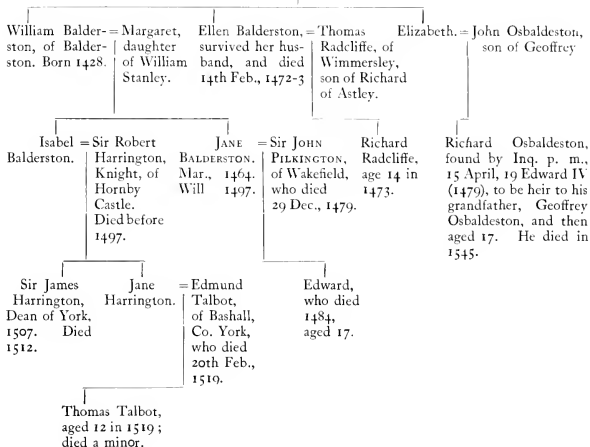 William Balder-
ston, of Balder-
ston. Born 1428.
= Margaret,
daughter
of William
Stanley.
Ellen Balderston,
survived her hus-
band, and died
14th Feb., 1472-3
= Thomas
Radcliffe, of
Wimmersley,
son of Richard
of Astley.
Elizabeth. = John Osbaldeston,
son of Geoffrey
Isabel
Balderston.
= Sir Robert
Harrington,
Knight, of
Hornby
Castle.
Died before
1497.
JANE
BALDERSTON.
Mar., 1464.
Will 1497.
= Sir JOHN
PILKINGTON,
of Wakefield,
who died
29 Dec., 1479.
Richard
Radcliffe,
age 14 in
1473.
Richard Osbaldeston,
found by Inq. p. m.,
15 April, 19 Edward IV
(1479), to be heir to his
grandfather, Geoffrey
Osbaldeston, and then
aged 17. He died in
1545.
Sir James
Harrington,
Dean of York,
1507. Died
1512.
Jane
Harrington.
= Edmund
Talbot,
of Bashall,
Co. York,
who died
20th Feb.,
1519.
Edward,
who died
1484,
aged 17.
Thomas Talbot,
aged 12 in 1519;
died a minor.